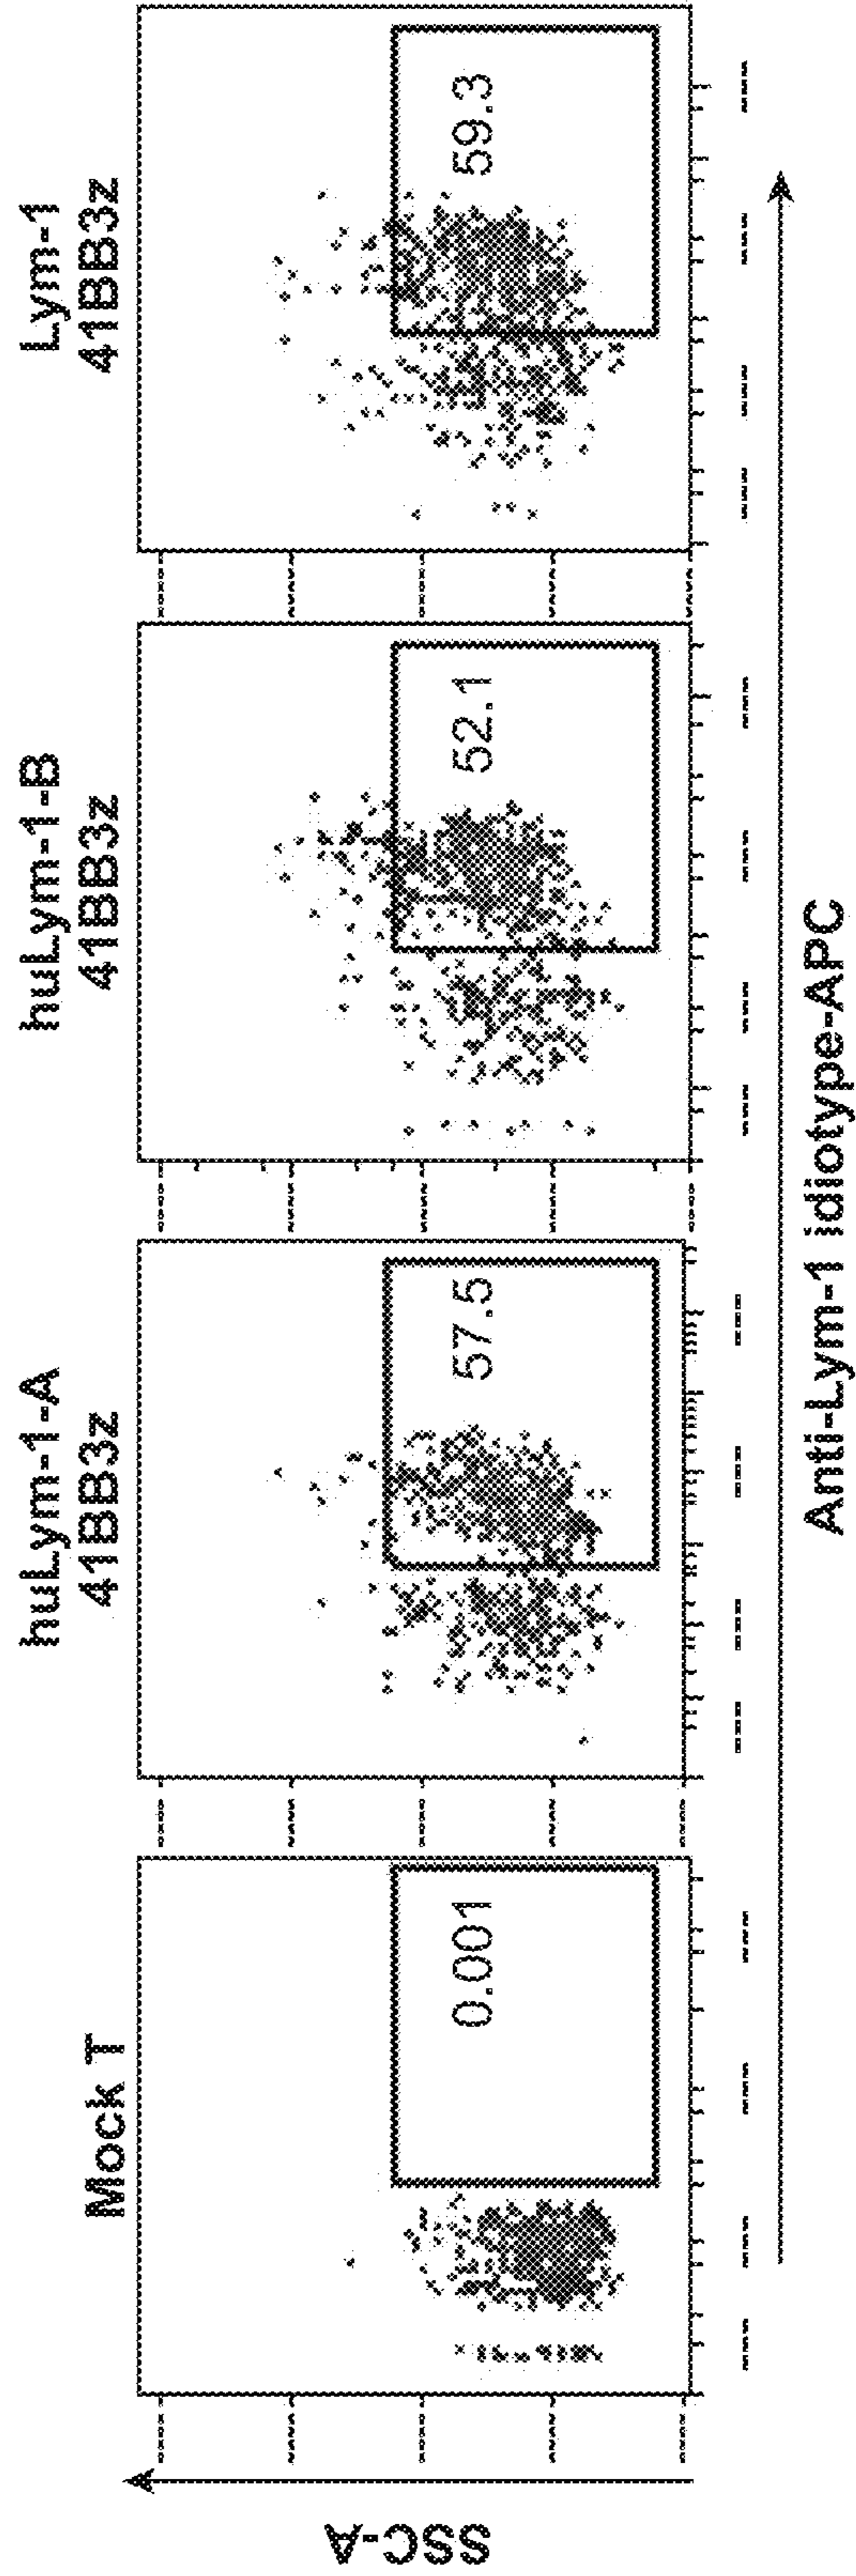 Mock T
huLym-1-A
41BB3z
huLym-1-B
41BB3z
Lym-1
41BB3z
0.001
57.5
52.1
59.3
SSC-A
Anti-Lym-1 idiotype-APC